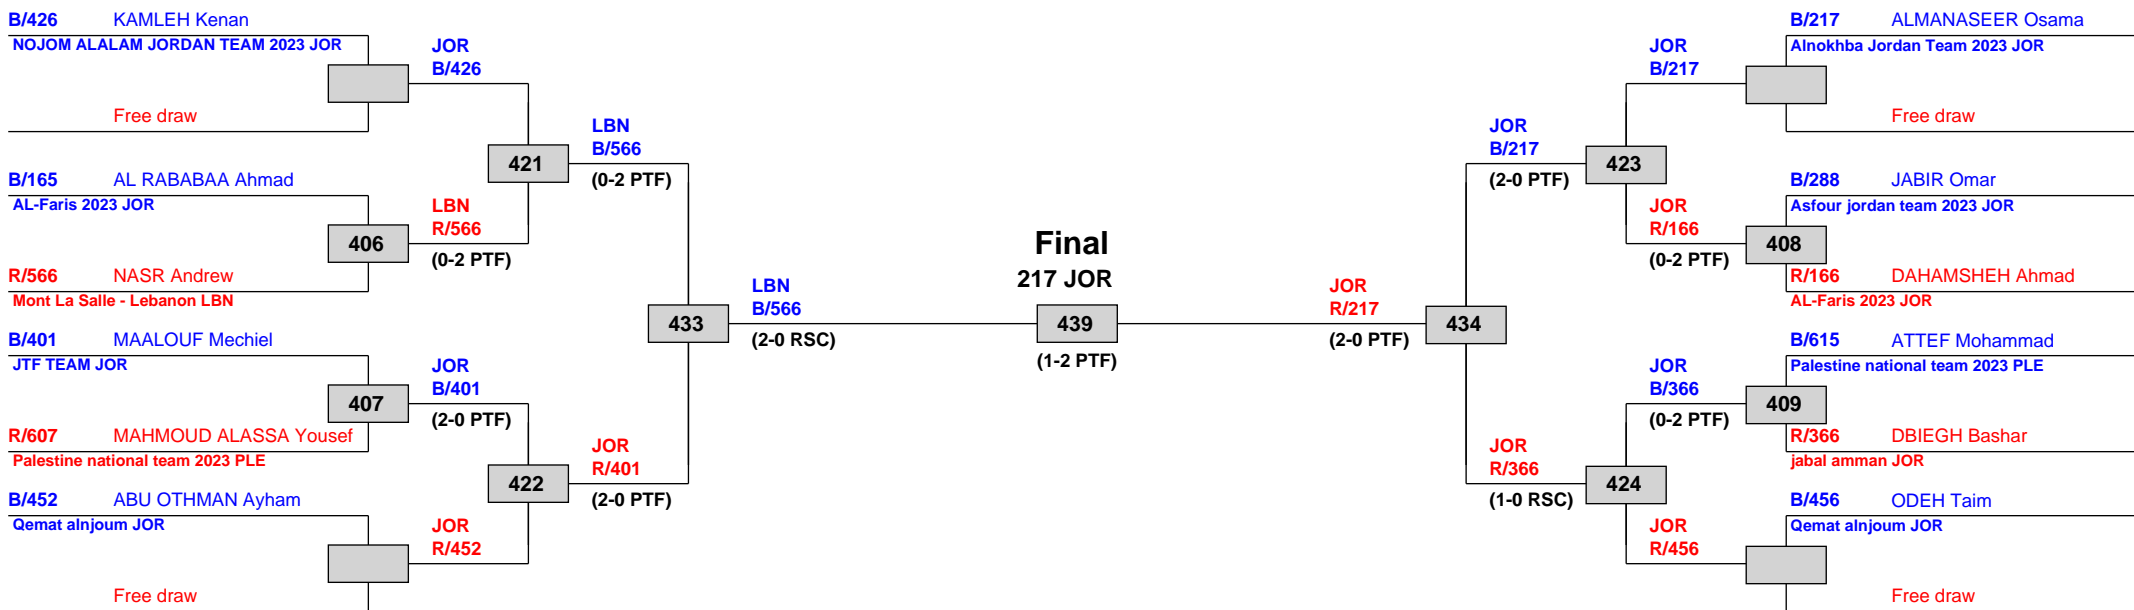 B/426 KAMLEH Kenan
NOJOM ALALAM JORDAN TEAM 2023 JOR
Free draw
B/165 AL RABABAA Ahmad
AL-Faris 2023 JOR
406
R/566 NASR Andrew
Mont La Salle - Lebanon LBN
B/401 MAALOUF Mechiel
JTF TEAM JOR
407
R/607 MAHMOUD ALASSA Yousef
Palestine national team 2023 PLE
B/452 ABU OTHMAN Ayham
Qemat alnjoum JOR
Free draw
JOR
B/426
421
LBN
R/566
(0-2 PTF)
JOR
B/401
(2-0 PTF)
422
JOR
R/452
LBN
B/566
(0-2 PTF)
433
JOR
R/401
(2-0 PTF)
LBN
B/566
(2-0 RSC)
Final
217 JOR
439
(1-2 PTF)
JOR
R/217
(2-0 PTF)
434
JOR
B/217
(2-0 PTF)
JOR
R/366
(1-0 RSC)
423
424
JOR
B/217
JOR
R/166
(0-2 PTF)
JOR
B/366
(0-2 PTF)
JOR
R/456
B/217 ALMANASEER Osama
Alnokhba Jordan Team 2023 JOR
Free draw
B/288 JABIR Omar
Asfour jordan team 2023 JOR
408
R/166 DAHAMSHEH Ahmad
AL-Faris 2023 JOR
B/615 ATTEF Mohammad
Palestine national team 2023 PLE
409
R/366 DBIEGH Bashar
jabal amman JOR
B/456 ODEH Taim
Qemat alnjoum JOR
Free draw